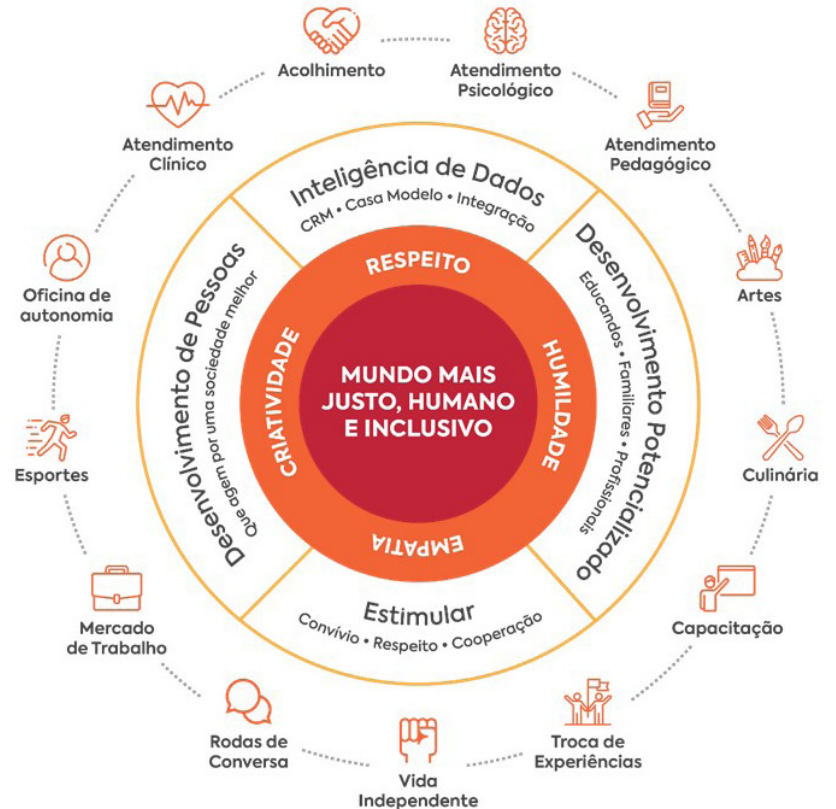 Acolhimento
Atendimento
Psicológico
Atendimento
Pedagógico
Artes
Culinária
Capacitação
Troca de
Experiências
Vida
Independente
Rodas de
Conversa
Mercado
de Trabalho
Esportes
Oficina de
autonomia
Atendimento
Clínico
Inteligência de Dados
CRM • Casa Modelo • Integração
Desenvolvimento Potencializado
Educandos • Familiares • Profissionais
Estimular
Convívio • Respeito • Cooperação
Desenvolvimento de Pessoas
Que agem por uma sociedade melhor
RESPEITO
HUMILDADE
EMPATIA
CRIATIVIDADE
MUNDO MAIS
JUSTO, HUMANO
E INCLUSIVO